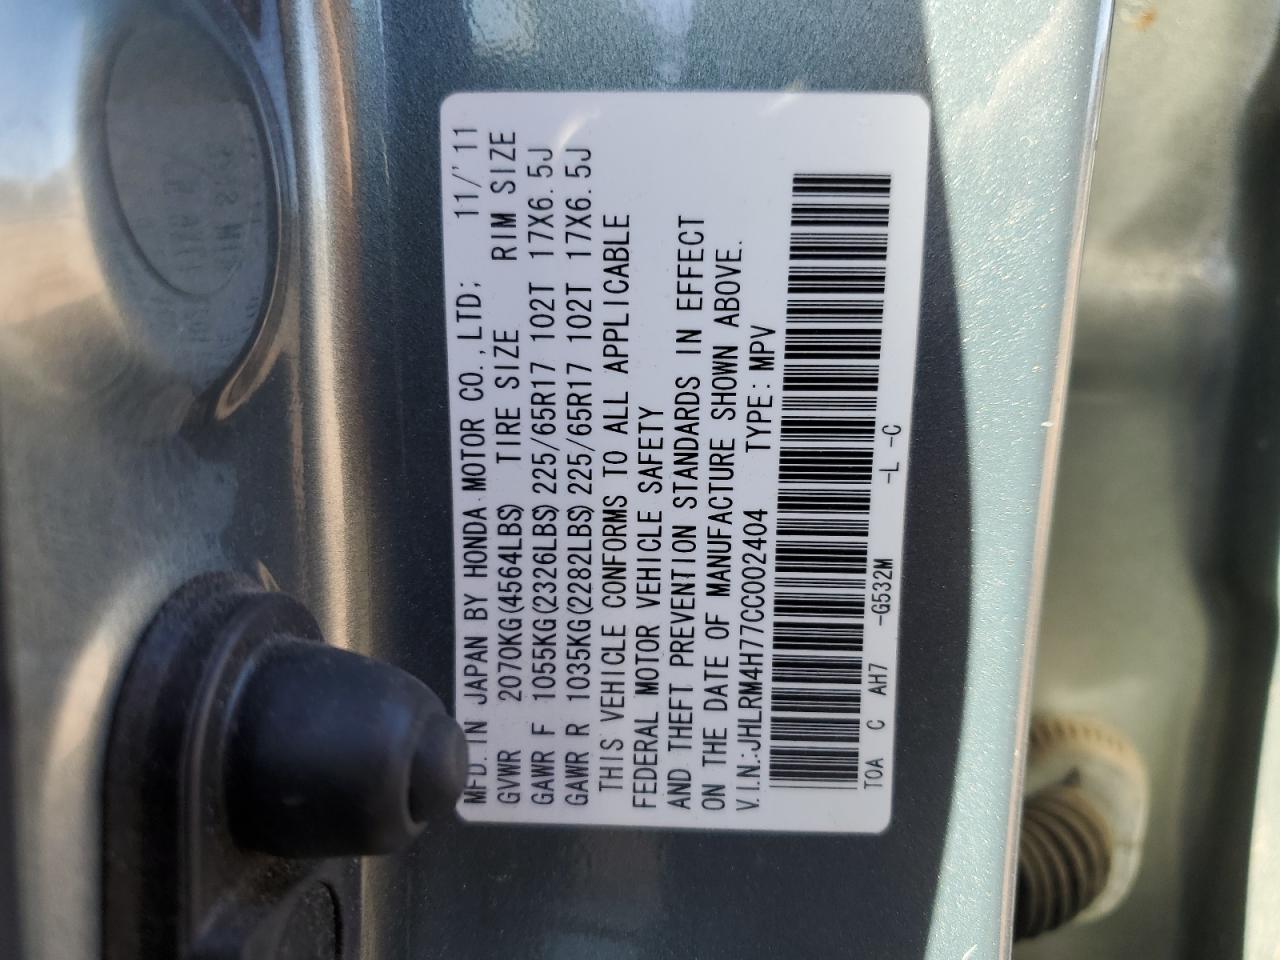 MFD. IN JAPAN BY HONDA MOTOR CO., LTD; 11/'11
GVWR 2070KG(4564LBS) TIRE SIZE RIM SIZE
GAWR F 1055KG(2326LBS) 225/65R17 102T 17X6.5J
GAWR R 1035KG(2282LBS) 225/65R17 102T 17X6.5J
THIS VEHICLE CONFORMS TO ALL APPLICABLE
FEDERAL MOTOR VEHICLE SAFETY
AND THEFT PREVENTION STANDARDS IN EFFECT
ON THE DATE OF MANUFACTURE SHOWN ABOVE.
V.I.N.:JHLRM4H77CC002404 TYPE: MPV
TOA C AH7 -G532M -L -C